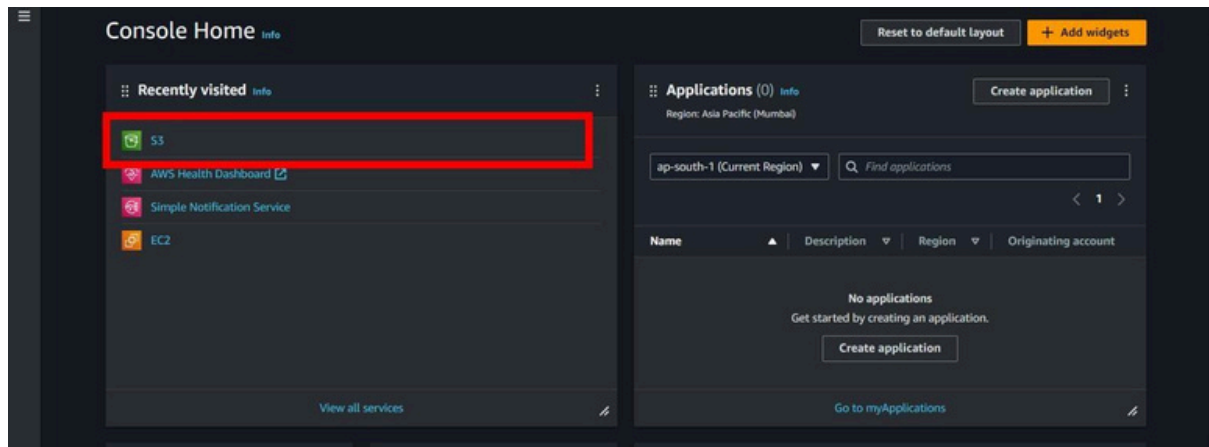 Console Home Info
Reset to default layout
+ Add widgets
Recently visited Info
S3
AWS Health Dashboard
Simple Notification Service
EC2
View all services
Applications (0) Info
Region: Asia Pacific (Mumbai)
Create application
ap-south-1 (Current Region)
Find applications
1
Name Description Region Originating account
No applications
Get started by creating an application.
Create application
Go to myApplications